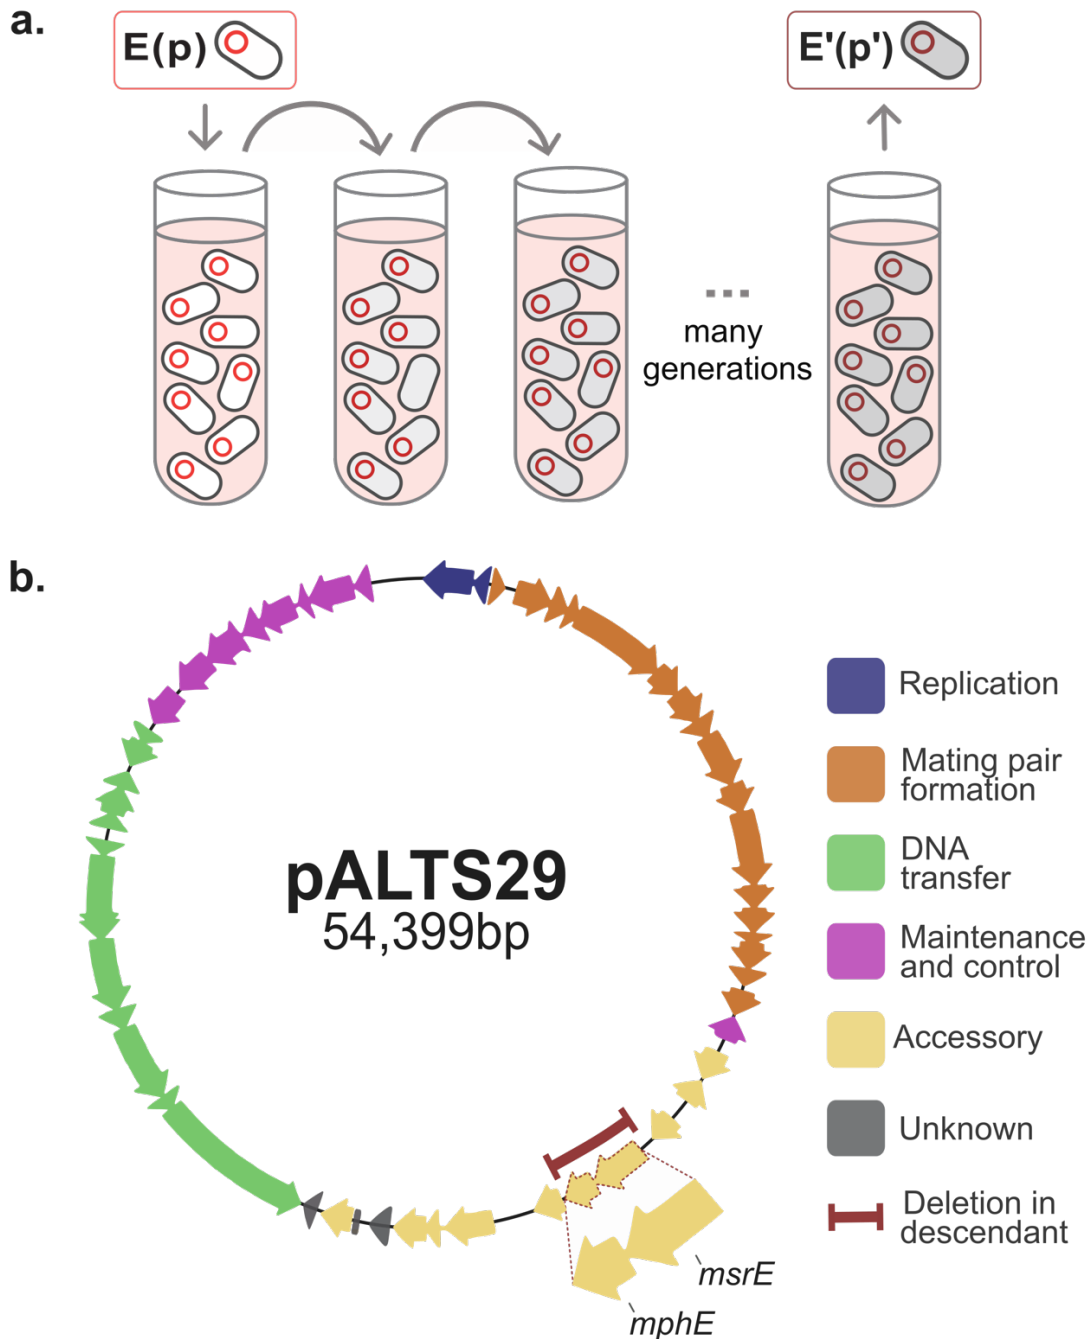 a.
E(p)
E'(p')
...
many
generations
b.
pALTS29
54,399bp
Replication
Mating pair
formation
DNA
transfer
Maintenance
and control
Accessory
Unknown
Deletion in
descendant
msrE
mphE